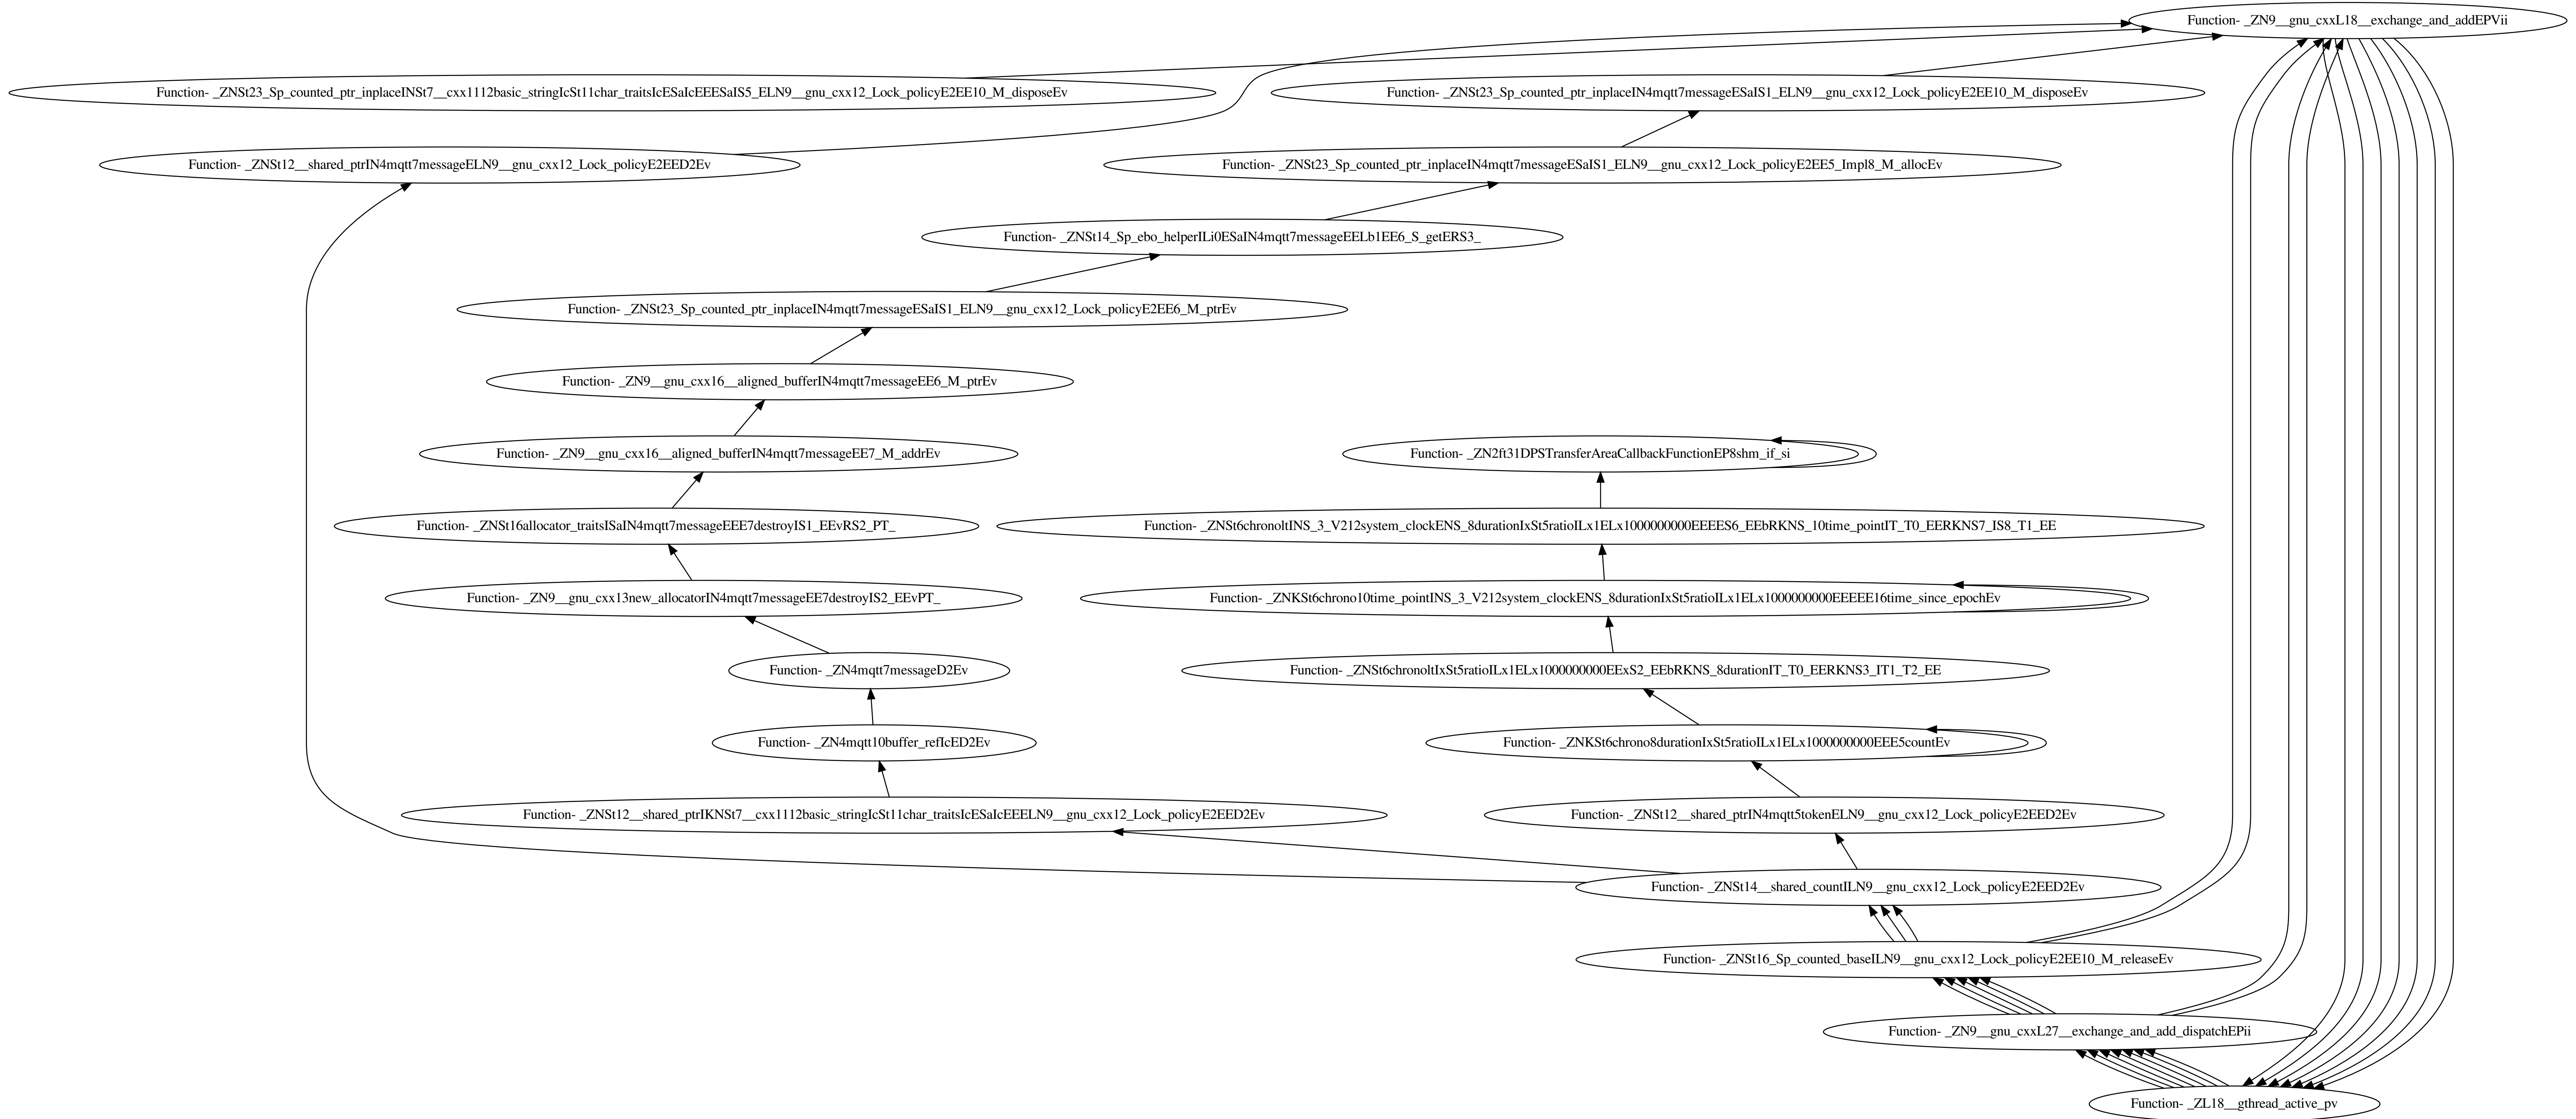 Function- _ZN9__gnu_cxxL18__exchange_and_addEPVii
Function- _ZNSt23_Sp_counted_ptr_inplaceINSt7__cxx1112basic_stringIcSt11char_traitsIcESaIcEEESaIS5_ELN9__gnu_cxx12_Lock_policyE2EE10_M_disposeEv
Function- _ZNSt23_Sp_counted_ptr_inplaceIN4mqtt7messageESaIS1_ELN9__gnu_cxx12_Lock_policyE2EE10_M_disposeEv
Function- _ZNSt12__shared_ptrIN4mqtt7messageELN9__gnu_cxx12_Lock_policyE2EED2Ev
Function- _ZNSt23_Sp_counted_ptr_inplaceIN4mqtt7messageESaIS1_ELN9__gnu_cxx12_Lock_policyE2EE5_Impl8_M_allocEv
Function- _ZNSt14_Sp_ebo_helperILi0ESaIN4mqtt7messageEELb1EE6_S_getERS3_
Function- _ZNSt23_Sp_counted_ptr_inplaceIN4mqtt7messageESaIS1_ELN9__gnu_cxx12_Lock_policyE2EE6_M_ptrEv
Function- _ZN9__gnu_cxx16__aligned_bufferIN4mqtt7messageEE6_M_ptrEv
Function- _ZN9__gnu_cxx16__aligned_bufferIN4mqtt7messageEE7_M_addrEv
Function- _ZN2ft31DPSTransferAreaCallbackFunctionEP8shm_if_si
Function- _ZNSt16allocator_traitsISaIN4mqtt7messageEEE7destroyIS1_EEvRS2_PT_
Function- _ZNSt6chronoltINS_3_V212system_clockENS_8durationIxSt5ratioILx1ELx1000000000EEEES6_EEbRKNS_10time_pointIT_T0_EERKNS7_IS8_T1_EE
Function- _ZN9__gnu_cxx13new_allocatorIN4mqtt7messageEE7destroyIS2_EEvPT_
Function- _ZNKSt6chrono10time_pointINS_3_V212system_clockENS_8durationIxSt5ratioILx1ELx1000000000EEEEE16time_since_epochEv
Function- _ZN4mqtt7messageD2Ev
Function- _ZNSt6chronoltIxSt5ratioILx1ELx1000000000EExS2_EEbRKNS_8durationIT_T0_EERKNS3_IT1_T2_EE
Function- _ZN4mqtt10buffer_refIcED2Ev
Function- _ZNKSt6chrono8durationIxSt5ratioILx1ELx1000000000EEE5countEv
Function- _ZNSt12__shared_ptrIKNSt7__cxx1112basic_stringIcSt11char_traitsIcESaIcEEELN9__gnu_cxx12_Lock_policyE2EED2Ev
Function- _ZNSt12__shared_ptrIN4mqtt5tokenELN9__gnu_cxx12_Lock_policyE2EED2Ev
Function- _ZNSt14__shared_countILN9__gnu_cxx12_Lock_policyE2EED2Ev
Function- _ZNSt16_Sp_counted_baseILN9__gnu_cxx12_Lock_policyE2EE10_M_releaseEv
Function- _ZN9__gnu_cxxL27__exchange_and_add_dispatchEPii
Function- _ZL18__gthread_active_pv